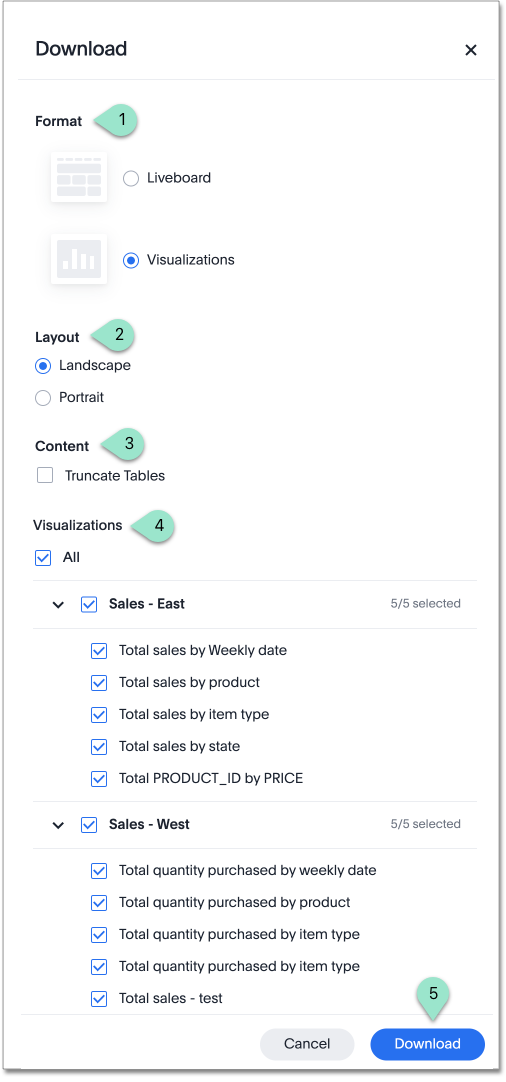 Download
Format 1
Liveboard
Visualizations
Layout 2
Landscape
Portrait
Content 3
Truncate Tables
Visualizations 4
All
Sales - East 5/5 selected
Total sales by Weekly date
Total sales by product
Total sales by item type
Total sales by state
Total PRODUCT_ID by PRICE
Sales - West 5/5 selected
Total quantity purchased by weekly date
Total quantity purchased by product
Total quantity purchased by item type
Total quantity purchased by item type
Total sales - test
5
Cancel Download